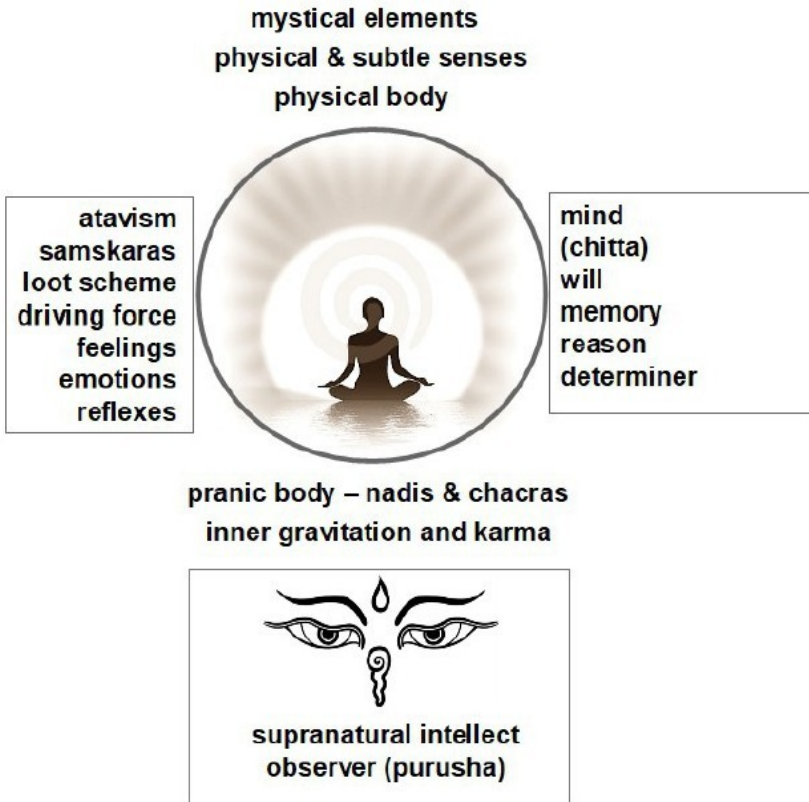 mystical elements
physical & subtle senses
physical body
atavism
samskaras
loot scheme
driving force
feelings
emotions
reflexes
mind
(chitta)
will
memory
reason
determiner
pranic body – nadis & chacras
inner gravitation and karma
supranatural intellect
observer (purusha)